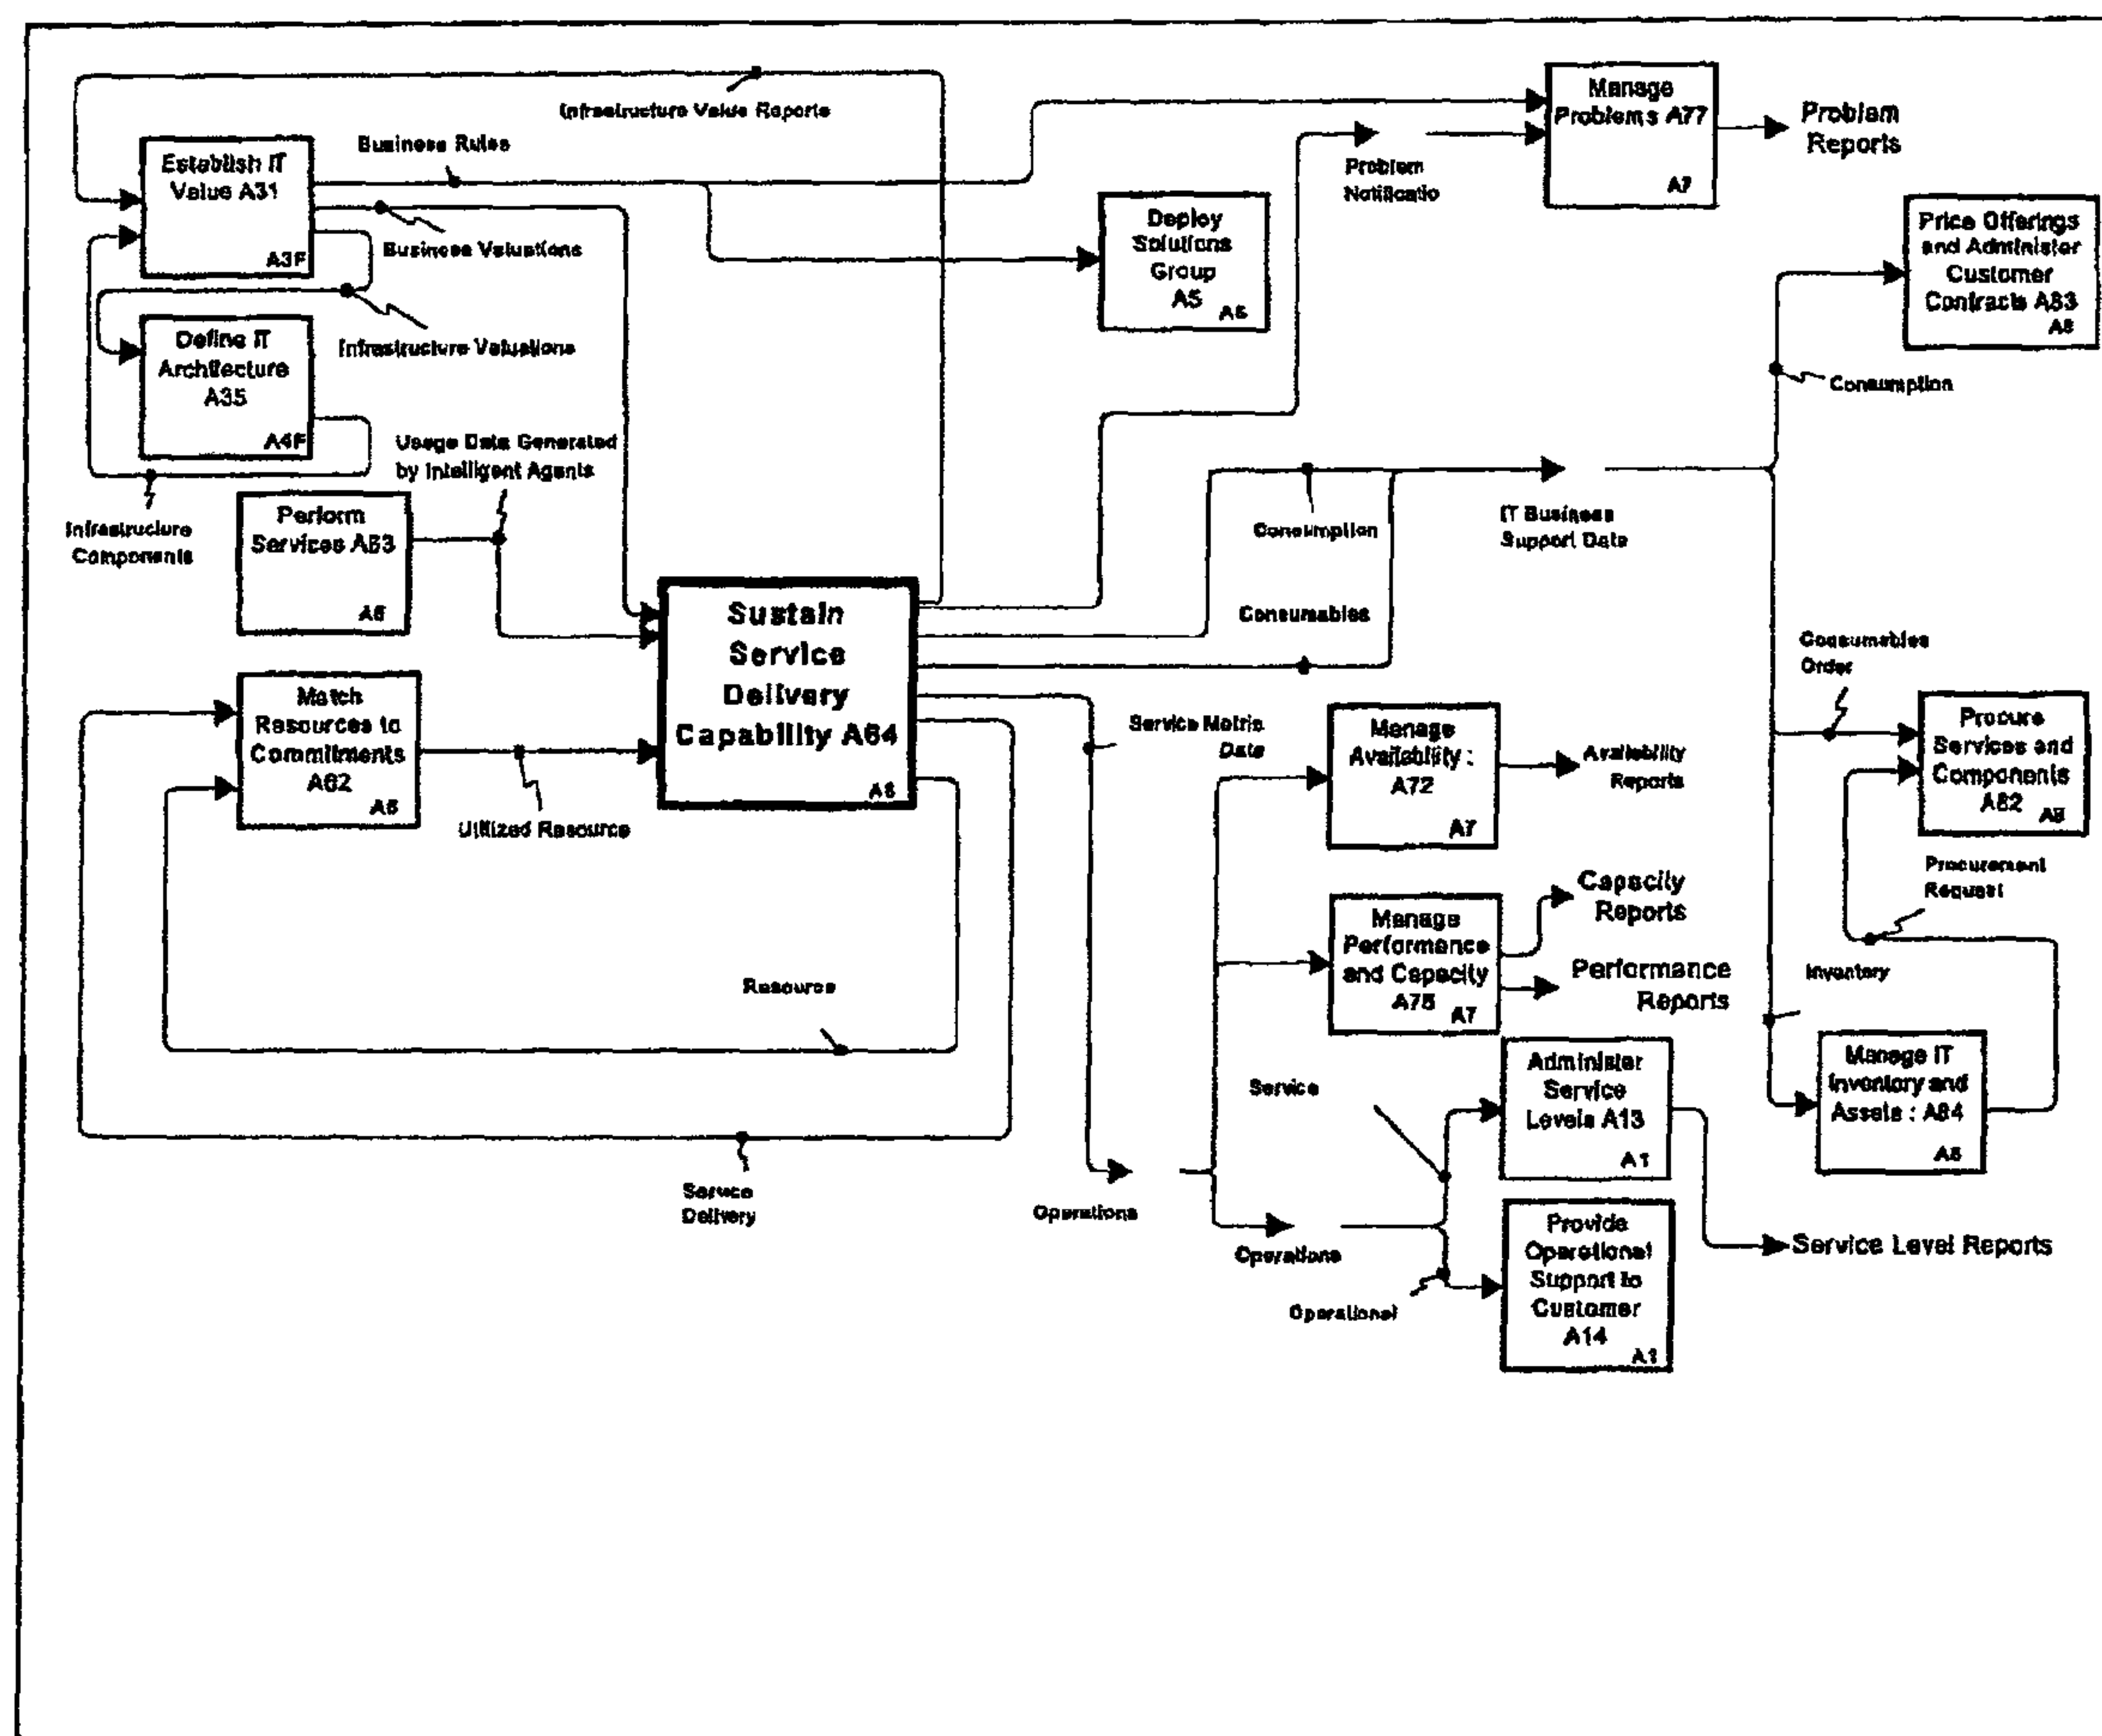 Infrastructure Value Reports
Business Rules
Establish IT
Value A31
A3F
Business Valuations
Infrastructure Valuations
Define IT
Architecture
A35
A4F
Infrastructure
Components
Usage Data Generated
by Intelligent Agents
Perform
Services A63
A6
Match
Resources to
Commitments
A62
A6
Utilized Resource
Sustain
Service
Delivery
Capability A64
A6
Resource
Service
Delivery
Manage
Problems A77
A7
Problem
Reports
Problem
Notificatio
Deploy
Solutions
Group
A5
Price Offerings
and Administer
Customer
Contracts A83
A8
Consumption
Consumption
IT Business
Support Data
Consumables
Consumables
Order
Service Metric
Data
Manage
Availability :
A72
A7
Availability
Reports
Procure
Services and
Components
A82
A8
Procurement
Request
Capacity
Reports
Manage
Performance
and Capacity
A7
Performance
Reports
Inventory
Manage IT
Inventory and
Assets : A84
A8
Service
Administer
Service
Levels A13
A1
Operations
Operations
Operational
Provide
Operational
Support to
Customer
A14
A1
Service Level Reports